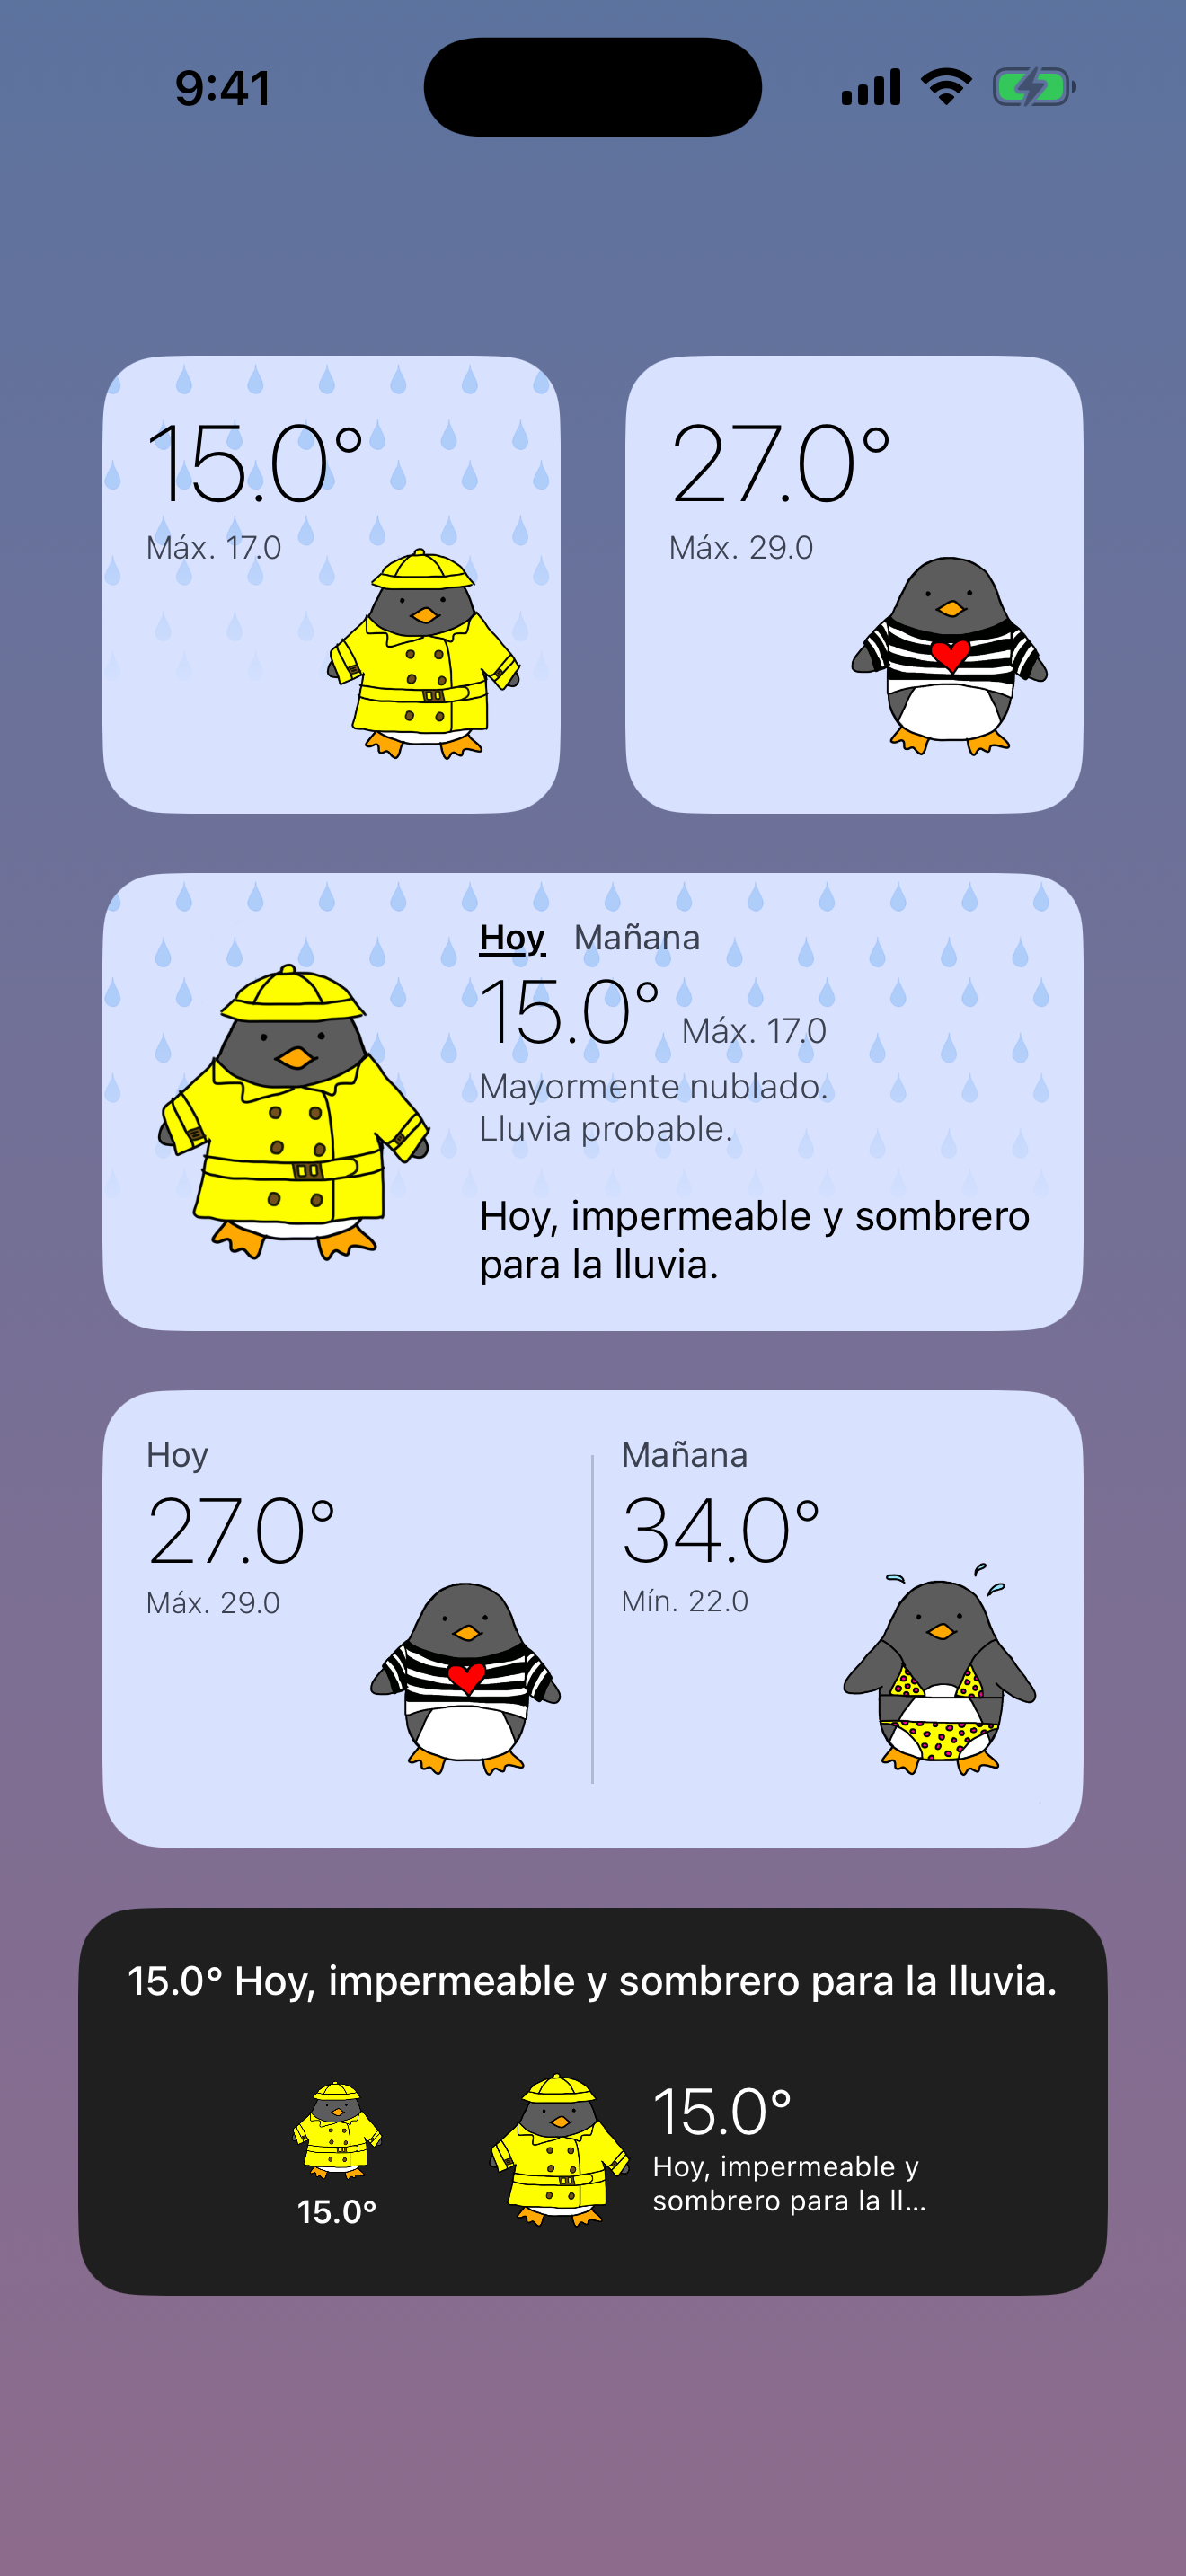 9:41
15.0°
Máx. 17.0
27.0°
Máx. 29.0
Hoy Mañana
15.0° Máx. 17.0
Mayormente nublado.
Lluvia probable.
Hoy, impermeable y sombrero
para la lluvia.
Hoy
27.0°
Máx. 29.0
Mañana
34.0°
Mín. 22.0
15.0° Hoy, impermeable y sombrero para la lluvia.
15.0°
15.0°
Hoy, impermeable y
sombrero para la ll...